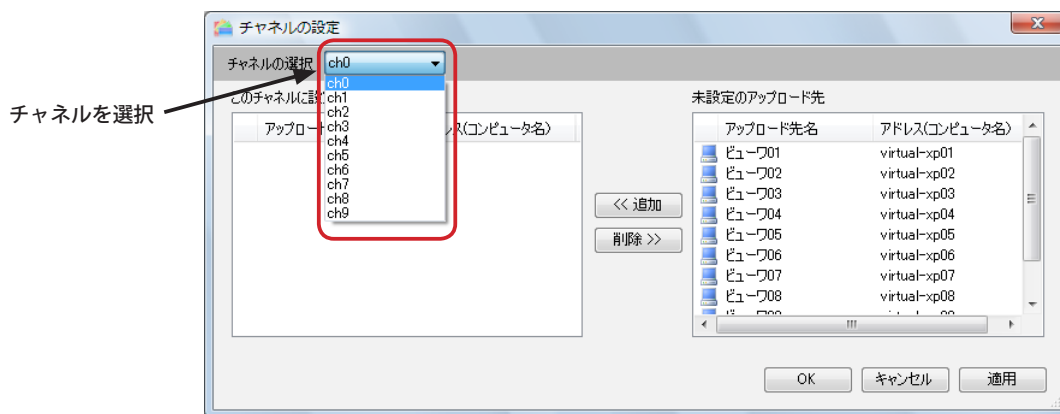 チャネルの設定
チャネルの選択 ch0
チャネルを選択
ch0
ch1
ch2
ch3
ch4
ch5
ch6
ch7
ch8
ch9
このチャネルに設
アップロード ス(コンピュータ名)
<< 追加
削除 >>
未設定のアップロード先
アップロード先名 アドレス(コンピュータ名)
ビューワ01 virtual-xp01
ビューワ02 virtual-xp02
ビューワ03 virtual-xp03
ビューワ04 virtual-xp04
ビューワ05 virtual-xp05
ビューワ06 virtual-xp06
ビューワ07 virtual-xp07
ビューワ08 virtual-xp08
OK キャンセル 適用